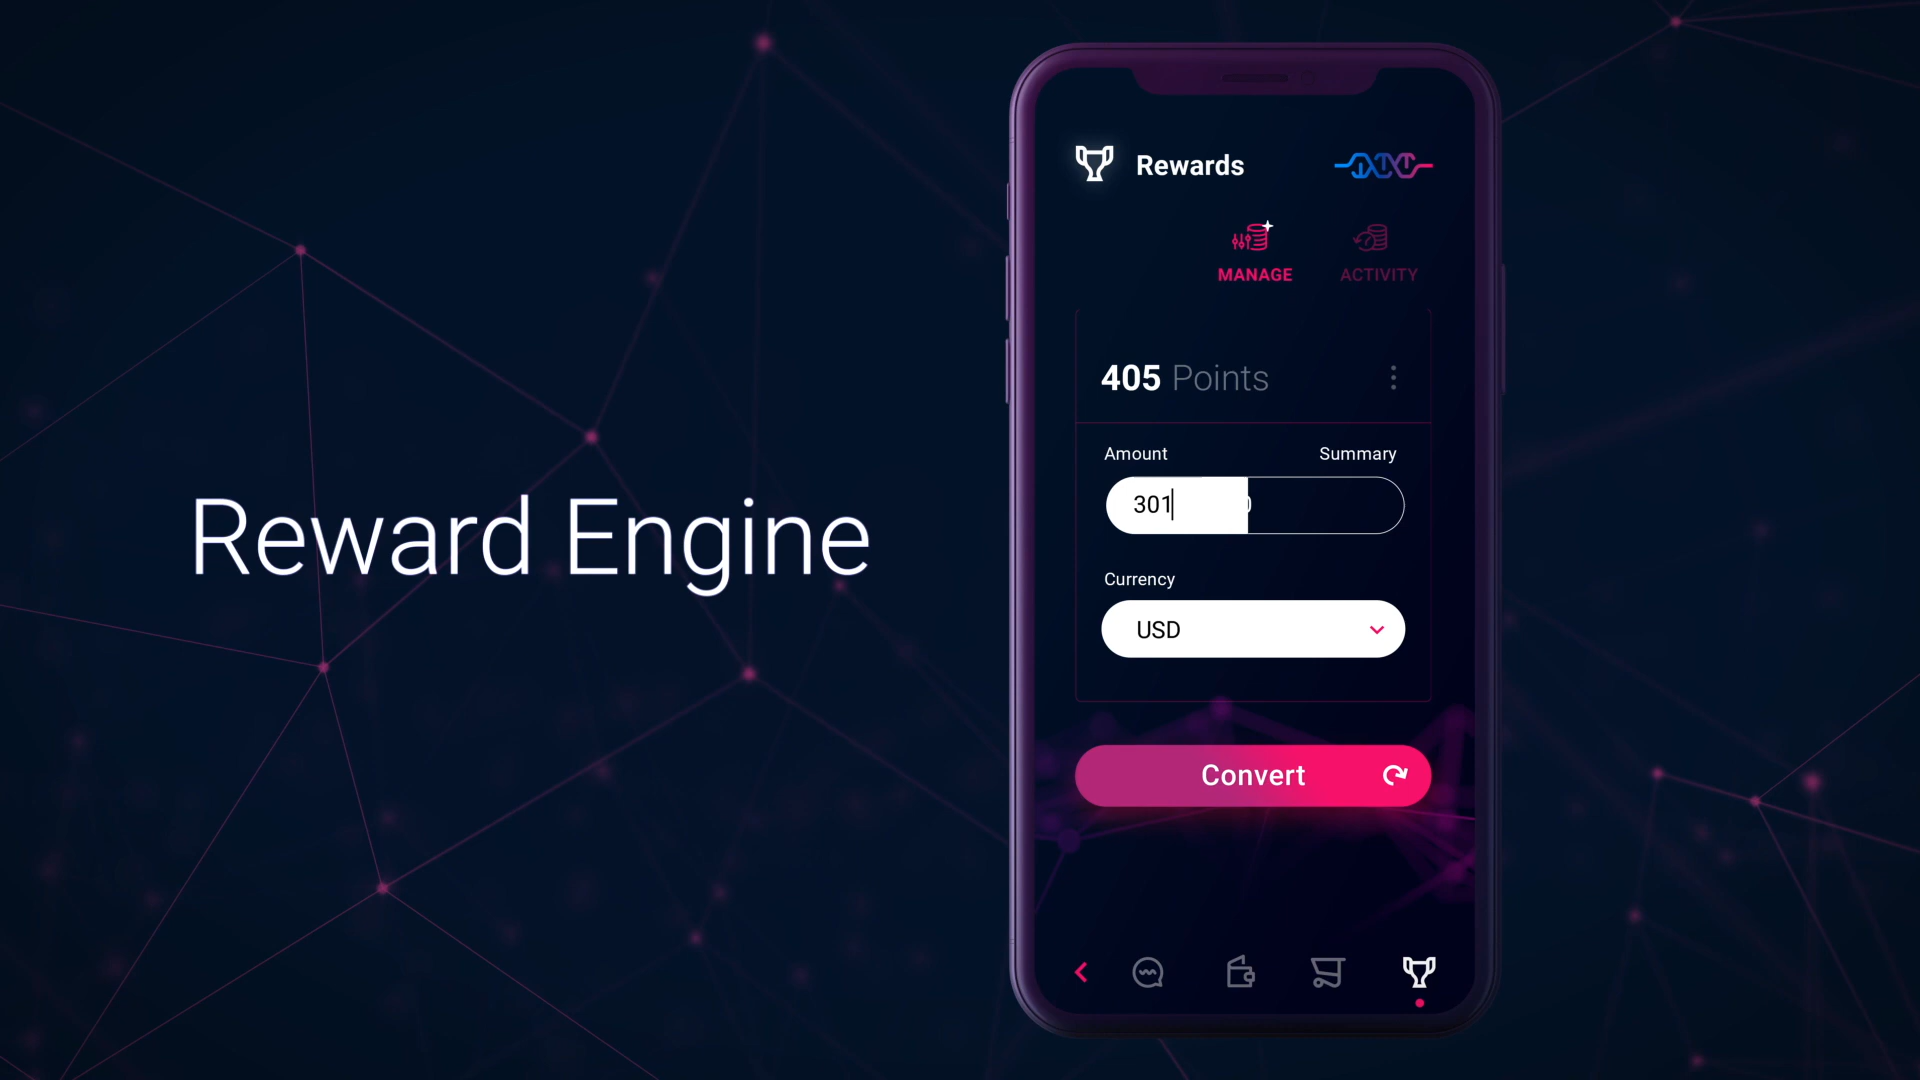 Reward Engine
Rewards
MANAGE
ACTIVITY
405 Points
Amount
Summary
301
Currency
USD
Convert